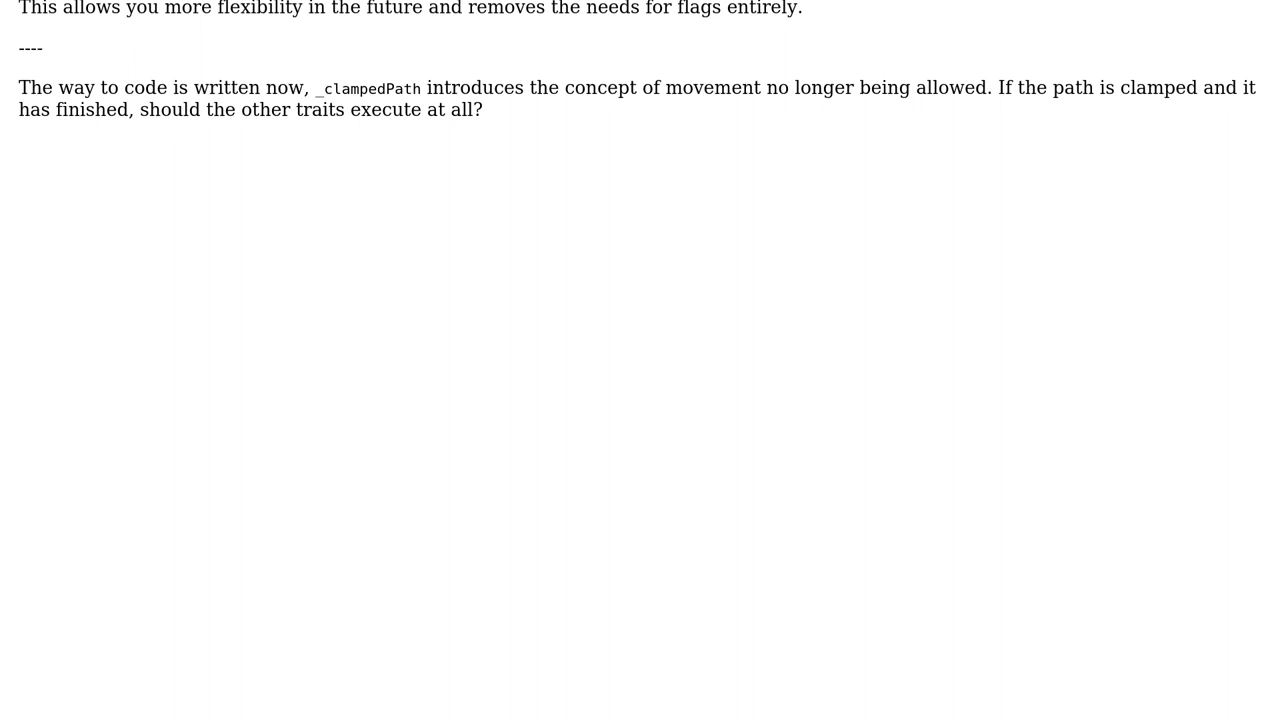 This allows you more flexibility in the future and removes the needs for flags entirely.
----
The way to code is written now, _clampedPath introduces the concept of movement no longer being allowed. If the path is clamped and it
has finished, should the other traits execute at all?